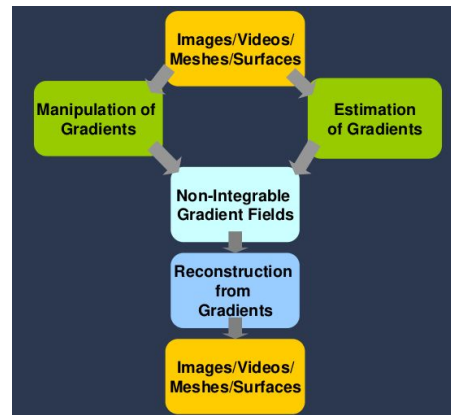 Images/Videos/
Meshes/Surfaces
Manipulation of
Gradients
Estimation
of Gradients
Non-Integrable
Gradient Fields
Reconstruction
from
Gradients
Images/Videos/
Meshes/Surfaces